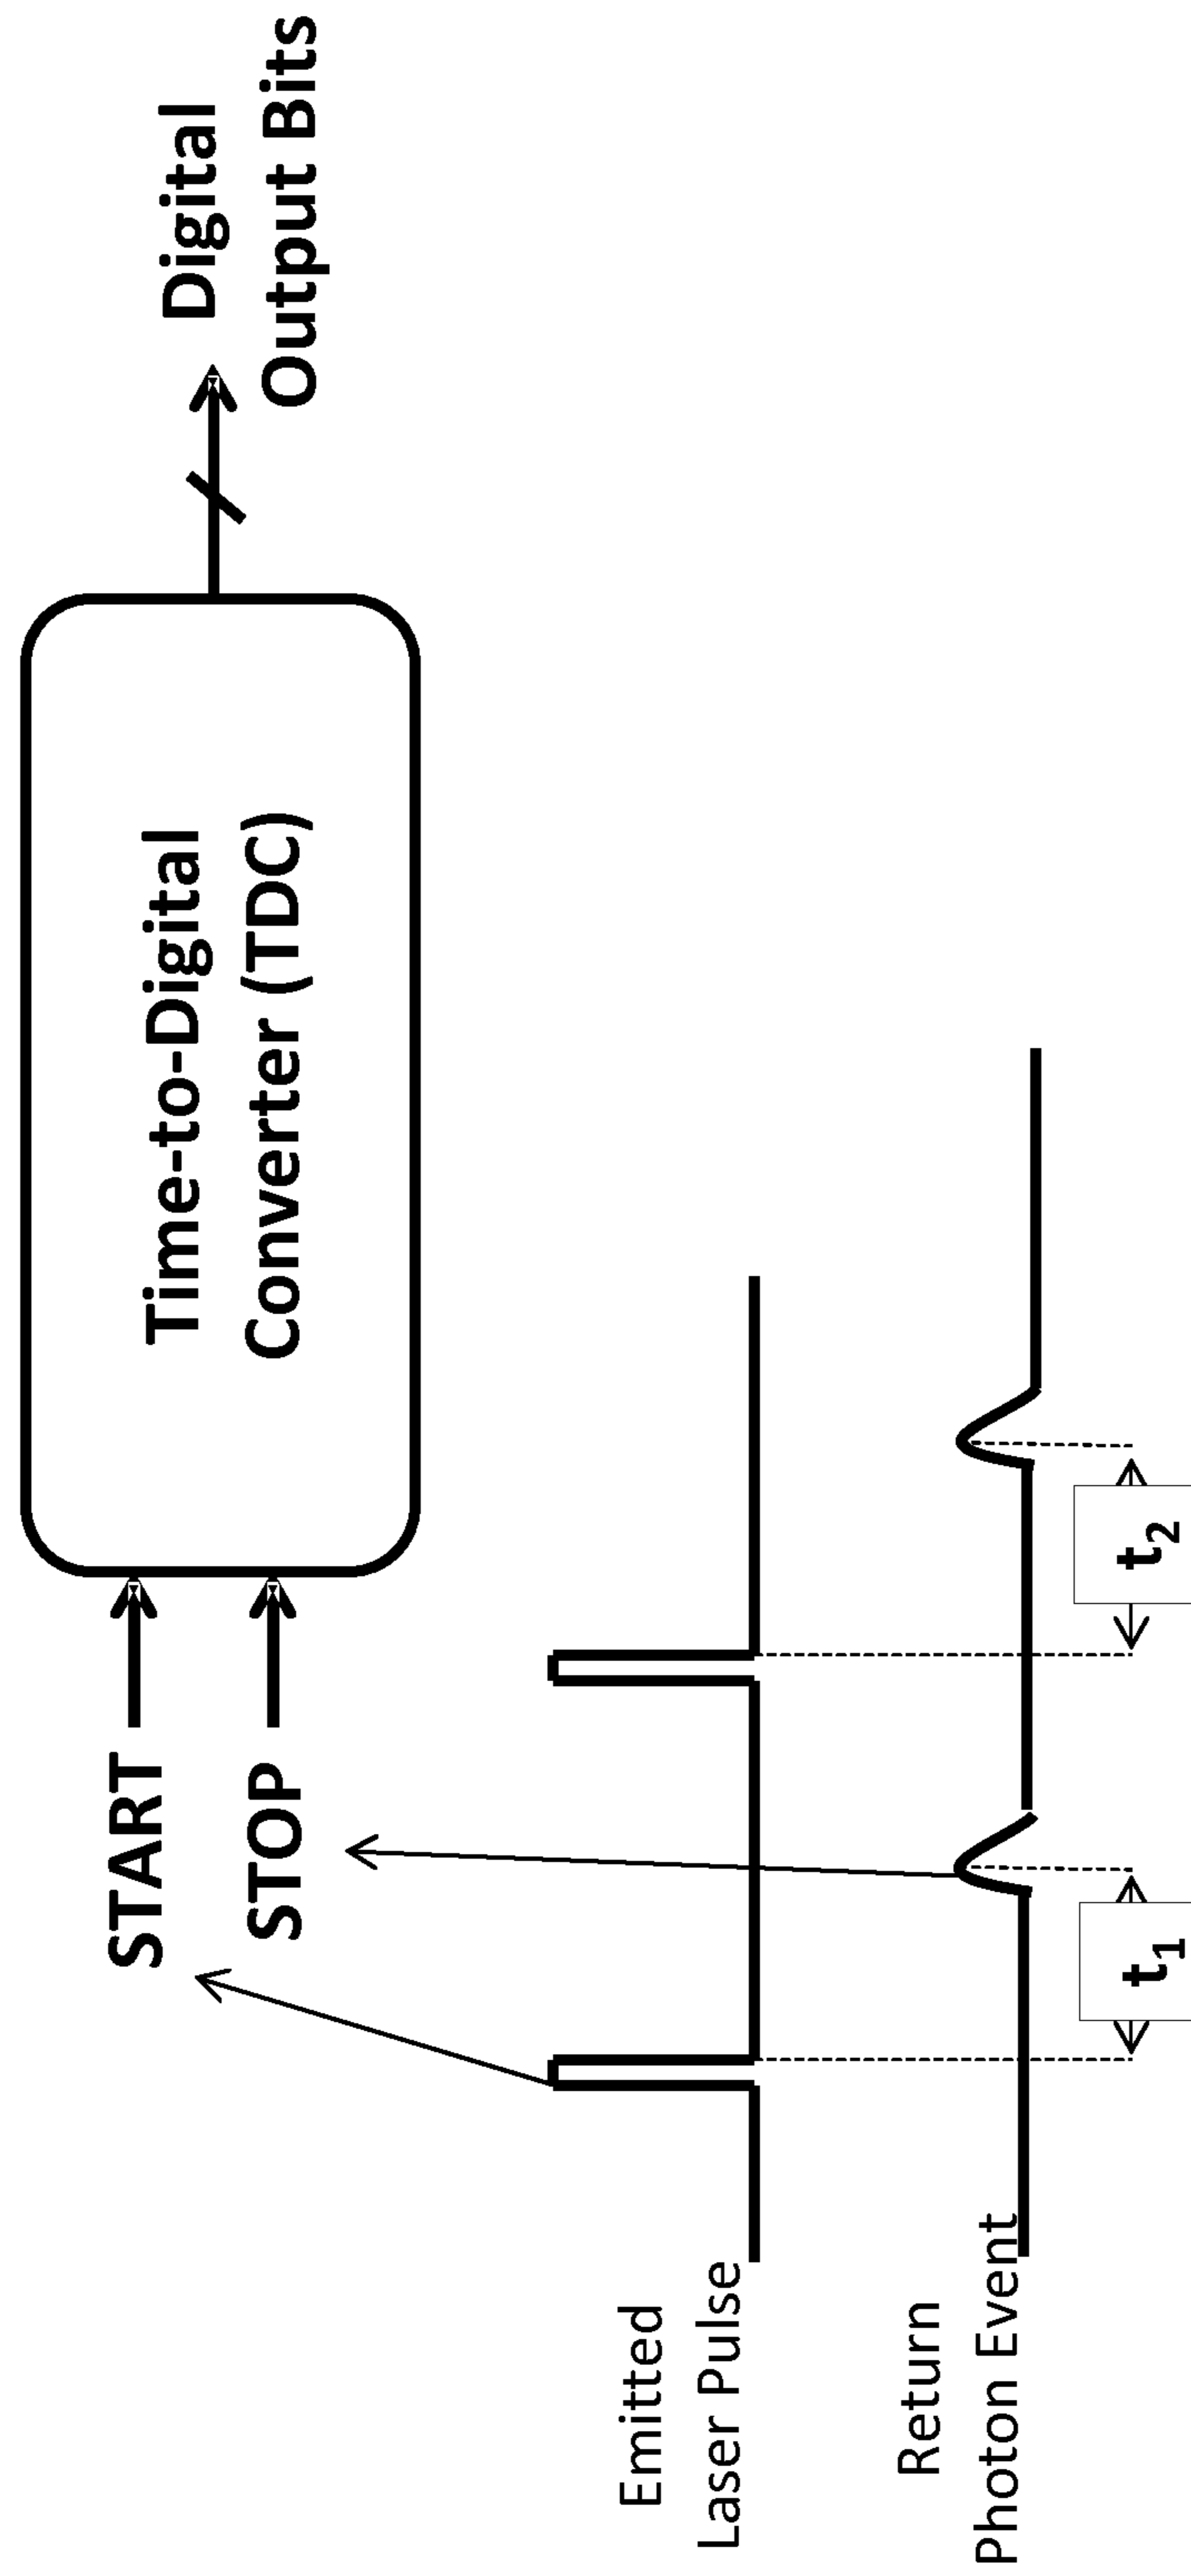 START
STOP
Time-to-Digital
Converter (TDC)
Digital
Output Bits
Emitted
Laser Pulse
Return
Photon Event
t₁
t₂